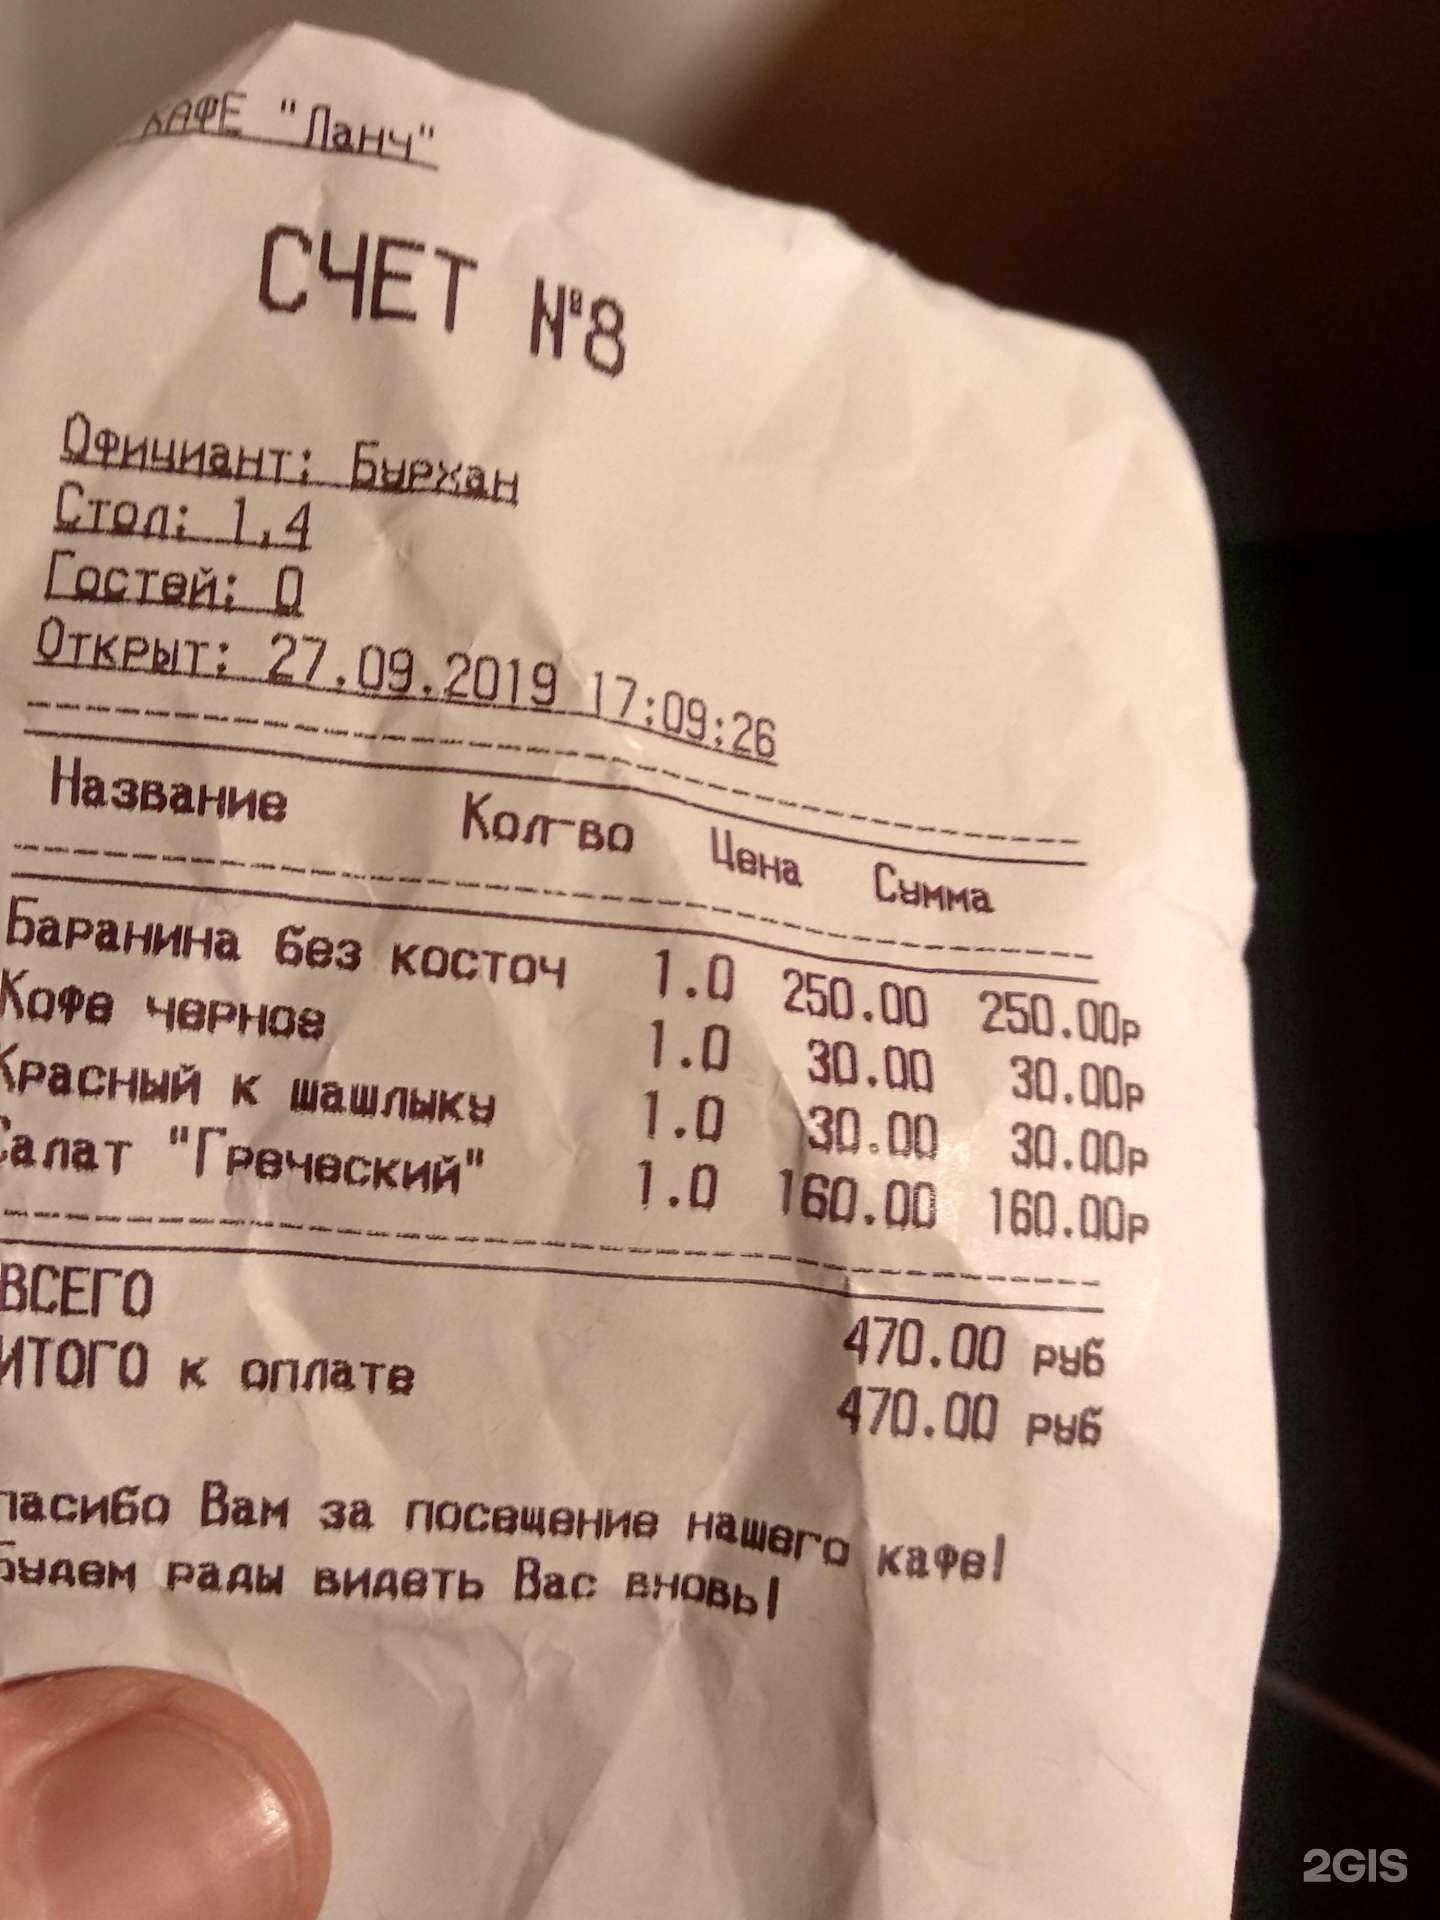 КАФЕ "Ланч"
СЧЕТ №8
Официант: Бурхан
Стол: 1,4
Гостей: 0
Открыт: 27.09.2019 17:09:26
Название Кол-во Цена Сумма
Баранина без косточ 1.0 250.00 250.00р
Кофе черное 1.0 30.00 30.00р
Красный к шашлыку 1.0 30.00 30.00р
Салат "Греческий" 1.0 160.00 160.00р
ВСЕГО 470.00 руб
ИТОГО к оплате 470.00 руб
пасибо Вам за посещение нашего кафе!
Будем рады видеть Вас вновь!
2GIS